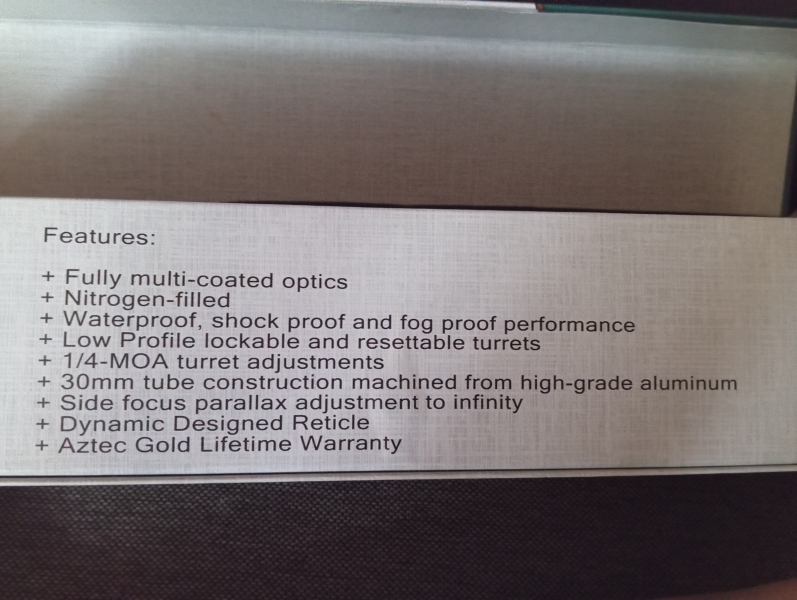 Features:
+ Fully multi-coated optics
+ Nitrogen-filled
+ Waterproof, shock proof and fog proof performance
+ Low Profile lockable and resettable turrets
+ 1/4-MOA turret adjustments
+ 30mm tube construction machined from high-grade aluminum
+ Side focus parallax adjustment to infinity
+ Dynamic Designed Reticle
+ Aztec Gold Lifetime Warranty